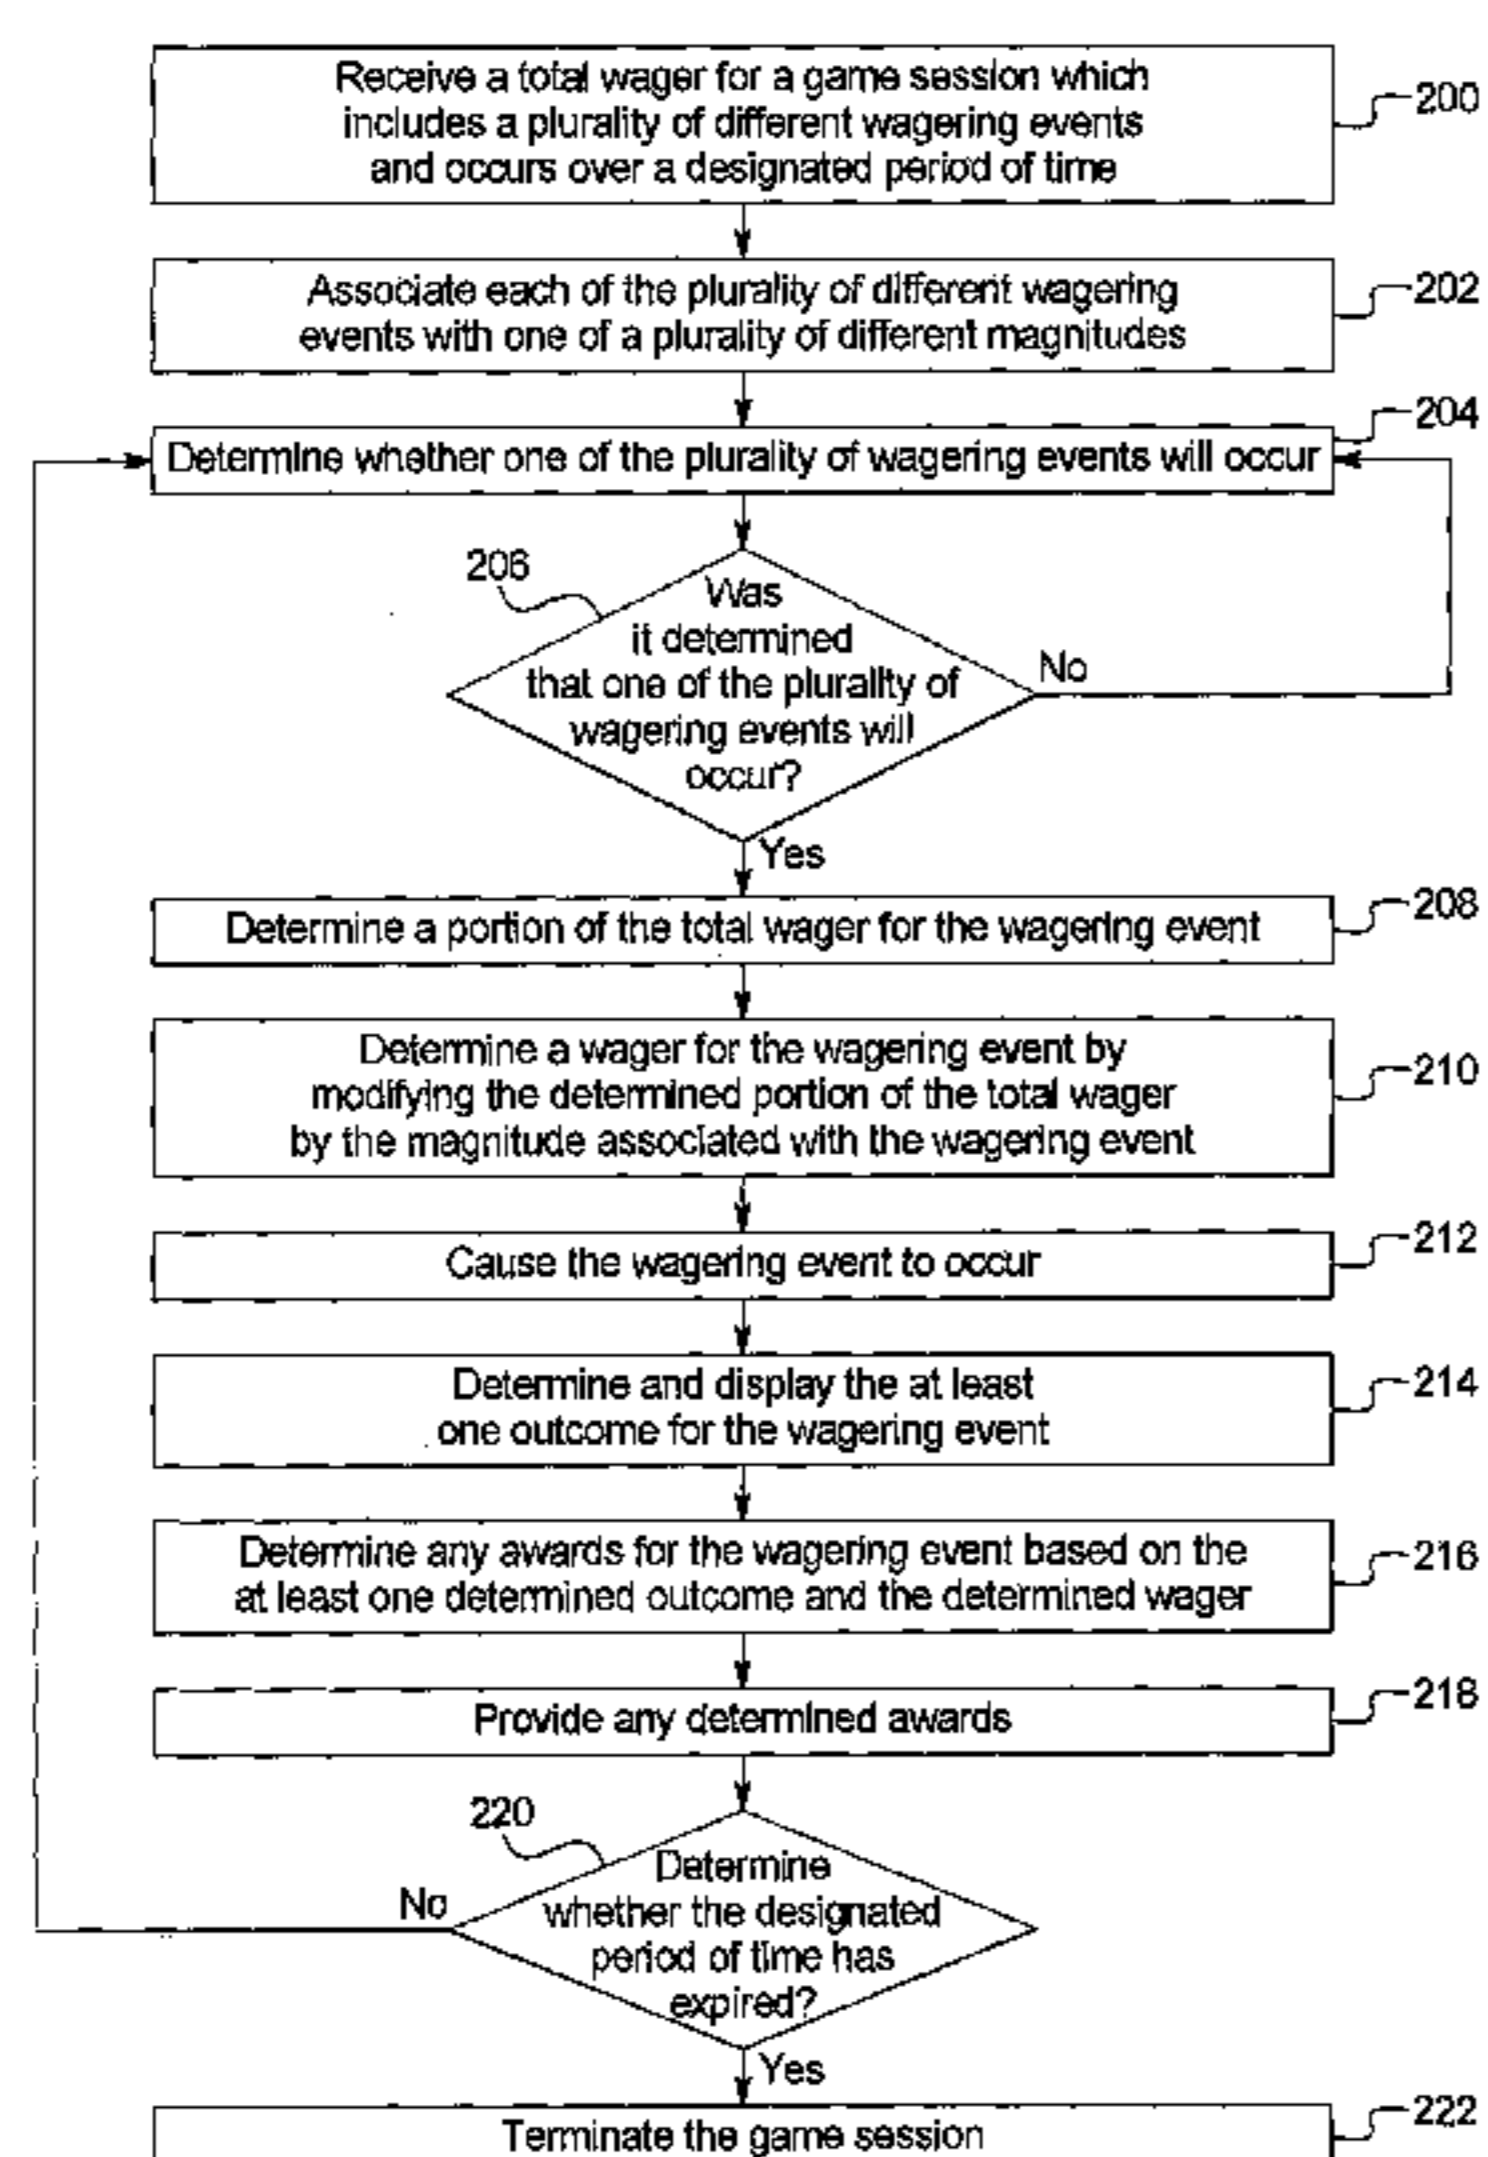 Receive a total wager for a game session which
includes a plurality of different wagering events
and occurs over a designated period of time
200
Associate each of the plurality of different wagering
events with one of a plurality of different magnitudes
202
204
Determine whether one of the plurality of wagering events will occur
206
Was
it determined
that one of the plurality of
wagering events will
occur?
No
Yes
208
Determine a portion of the total wager for the wagering event
Determine a wager for the wagering event by
modifying the determined portion of the total wager
by the magnitude associated with the wagering event
210
212
Cause the wagering event to occur
Determine and display the at least
one outcome for the wagering event
214
Determine any awards for the wagering event based on the
at least one determined outcome and the determined wager
216
218
Provide any determined awards
220
Determine
whether the designated
period of time has
expired?
No
Yes
222
Terminate the game session